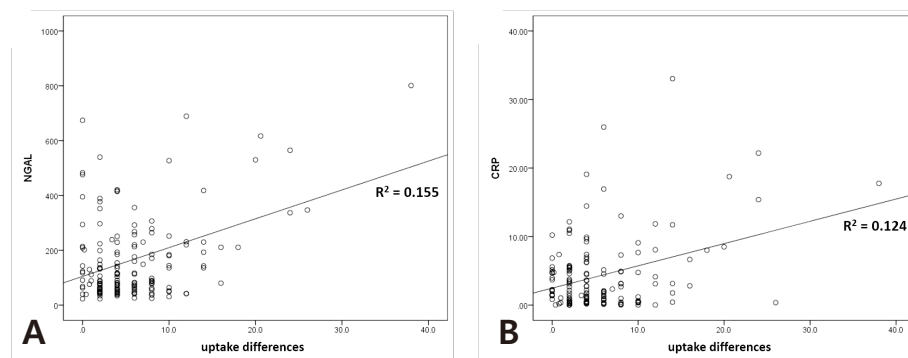 1000
800
600
400
200
0
NGAL
R² = 0.155
.0
10.0
20.0
30.0
40.0
A
uptake differences
40.00
30.00
20.00
10.00
.00
CRP
R² = 0.124
.0
10.0
20.0
30.0
40.0
B
uptake differences